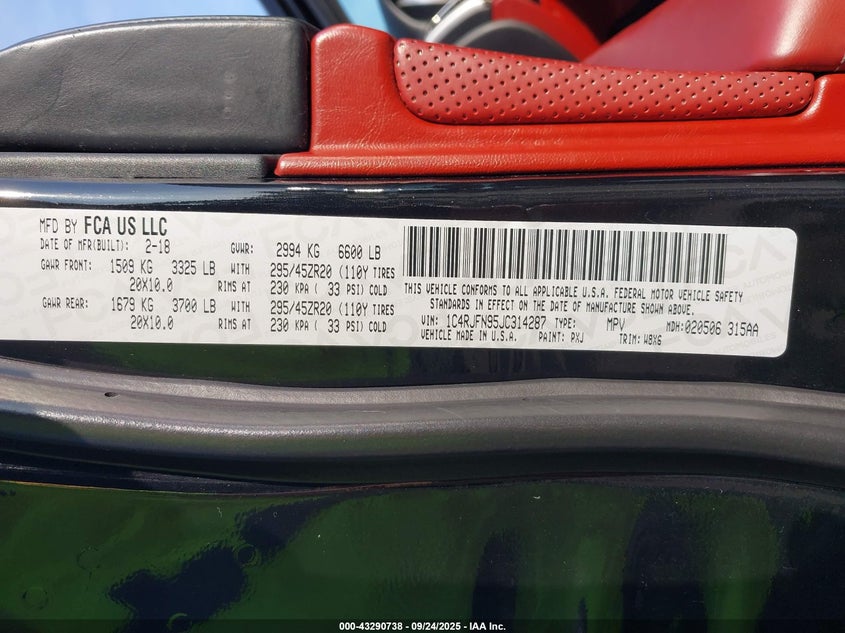 MFD BY FCA US LLC
DATE OF MFR(BUILT): 2-18 GVWR: 2994 KG 6600 LB
GAWR FRONT: 1509 KG 3325 LB WITH 295/45ZR20 (110Y TIRES
20X10.0 RIMS AT 230 KPA ( 33 PSI) COLD
GAWR REAR: 1679 KG 3700 LB WITH 295/45ZR20 (110Y TIRES
20X10.0 RIMS AT 230 KPA ( 33 PSI) COLD
THIS VEHICLE CONFORMS TO ALL APPLICABLE U.S.A. FEDERAL MOTOR VEHICLE SAFETY
STANDARDS IN EFFECT ON THE DATE OF MANUFACTURE SHOWN ABOVE.
VIN: 1C4RJFN95JC314287 TYPE: MPV MDH: 020506 315AA
VEHICLE MADE IN U.S.A. PAINT: PXJ TRIM: W8XG
000-43290738 - 09/24/2025 - IAA Inc.